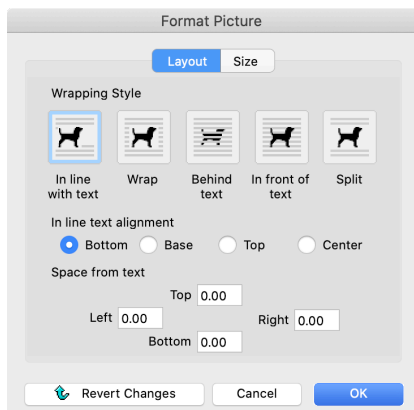 Format Picture
Layout Size
Wrapping Style
In line with text
Wrap
Behind text
In front of text
Split
In line text alignment
Bottom Base Top Center
Space from text
Top 0.00
Left 0.00 Right 0.00
Bottom 0.00
Revert Changes Cancel OK